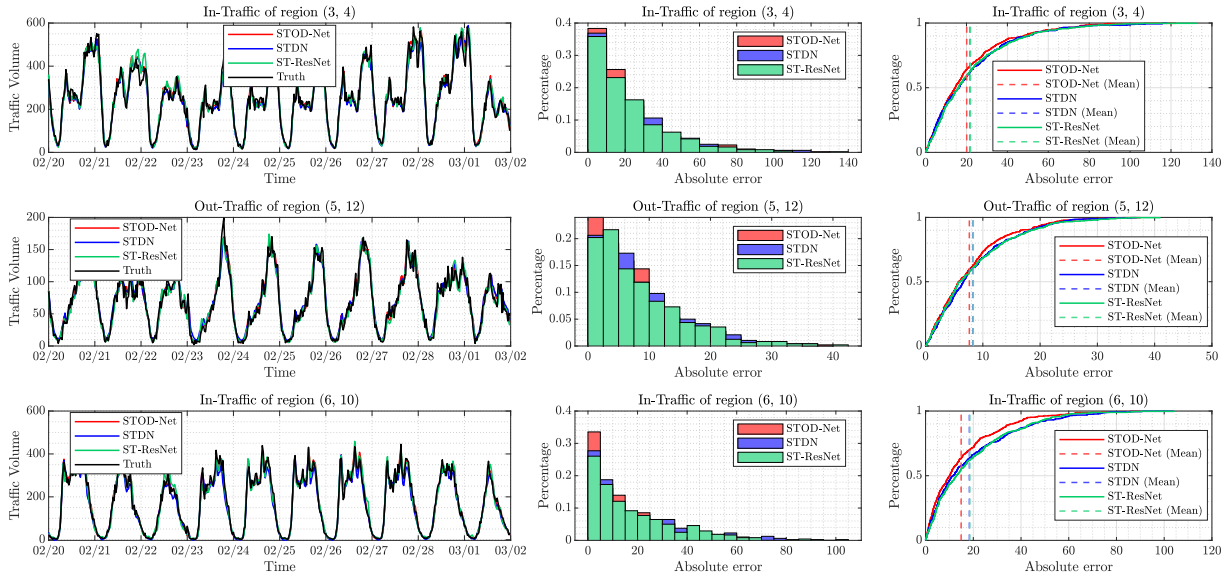 In-Traffic of region (3, 4)
Traffic Volume
600
400
200
0
STOD-Net
STDN
ST-ResNet
Truth
02/20 02/21 02/22 02/23 02/24 02/25 02/26 02/27 02/28 03/01 03/02
Time
In-Traffic of region (3, 4)
Percentage
0.4
0.3
0.2
0.1
0
STOD-Net
STDN
ST-ResNet
0 20 40 60 80 100 120 140
Absolute error
In-Traffic of region (3, 4)
Percentage
1
0.5
0
STOD-Net
STOD-Net (Mean)
STDN
STDN (Mean)
ST-ResNet
ST-ResNet (Mean)
0 20 40 60 80 100 120 140
Absolute error
Out-Traffic of region (5, 12)
Traffic Volume
200
150
100
50
0
STOD-Net
STDN
ST-ResNet
Truth
02/20 02/21 02/22 02/23 02/24 02/25 02/26 02/27 02/28 03/01 03/02
Time
Out-Traffic of region (5, 12)
Percentage
0.2
0.15
0.1
0.05
0
STOD-Net
STDN
ST-ResNet
0 10 20 30 40
Absolute error
Out-Traffic of region (5, 12)
Percentage
1
0.5
0
STOD-Net
STOD-Net (Mean)
STDN
STDN (Mean)
ST-ResNet
ST-ResNet (Mean)
0 10 20 30 40 50
Absolute error
In-Traffic of region (6, 10)
Traffic Volume
600
400
200
0
STOD-Net
STDN
ST-ResNet
Truth
02/20 02/21 02/22 02/23 02/24 02/25 02/26 02/27 02/28 03/01 03/02
Time
In-Traffic of region (6, 10)
Percentage
0.4
0.3
0.2
0.1
0
STOD-Net
STDN
ST-ResNet
0 20 40 60 80 100
Absolute error
In-Traffic of region (6, 10)
Percentage
1
0.5
0
STOD-Net
STOD-Net (Mean)
STDN
STDN (Mean)
ST-ResNet
ST-ResNet (Mean)
0 20 40 60 80 100 120
Absolute error